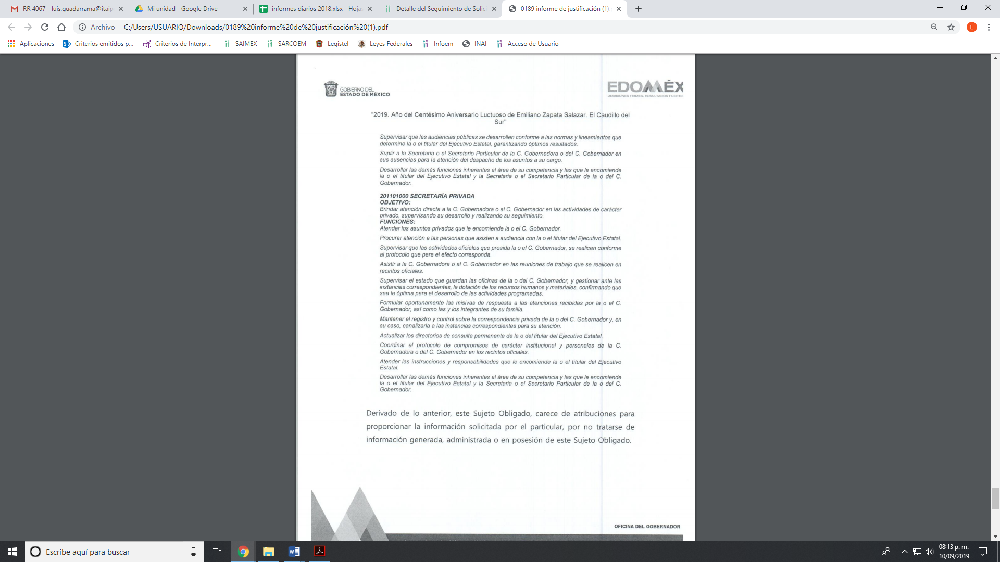 RR 4067 - luis.guadarrama@itaip
Mi unidad - Google Drive
informes diarios 2018.xlsx - Hoja
Detalle del Seguimiento de Solici
0189 informe de justificación (1).
Archivo
C:/Users/USUARIO/Downloads/0189%20informe%20de%20justificación%20(1).pdf
L
Aplicaciones
Criterios emitidos p...
Criterios de Interpr...
SAIMEX
SARCOEM
Legistel
Leyes Federales
Infoem
INAI
Acceso de Usuario
GOBIERNO DEL
ESTADO DE MÉXICO
EDOMÉX
DECISIONES FIRMES, RESULTADOS FUERTES
"2019. Año del Centésimo Aniversario Luctuoso de Emiliano Zapata Salazar. El Caudillo del
Sur"
Supervisar que las audiencias públicas se desarrollen conforme a las normas y lineamientos que
determine la o el titular del Ejecutivo Estatal, garantizando óptimos resultados.
Suplir a la Secretaria o al Secretario Particular de la C. Gobernadora o del C. Gobernador en
sus ausencias para la atención del despacho de los asuntos a su cargo.
Desarrollar las demás funciones inherentes al área de su competencia y las que le encomiende
la o el titular del Ejecutivo Estatal y la Secretaria o el Secretario Particular de la o del C.
Gobernador.
201101000 SECRETARÍA PRIVADA
OBJETIVO:
Brindar atención directa a la C. Gobernadora o al C. Gobernador en las actividades de carácter
privado, supervisando su desarrollo y realizando su seguimiento.
FUNCIONES:
Atender los asuntos privados que le encomiende la o el C. Gobernador.
Procurar atención a las personas que asisten a audiencia con la o el titular del Ejecutivo Estatal.
Supervisar que las actividades oficiales que presida la o el C. Gobernador, se realicen conforme
al protocolo que para el efecto corresponda.
Asistir a la C. Gobernadora o al C. Gobernador en las reuniones de trabajo que se realicen en
recintos oficiales.
Supervisar el estado que guardan las oficinas de la o del C. Gobernador, y gestionar ante las
instancias correspondientes, la dotación de los recursos humanos y materiales, confirmando que
sea la óptima para el desarrollo de las actividades programadas.
Formular oportunamente las misivas de respuesta a las atenciones recibidas por la o el C.
Gobernador, así como las y los integrantes de su familia.
Mantener el registro y control sobre la correspondencia privada de la o del C. Gobernador y, en
su caso, canalizarla a las instancias correspondientes para su atención.
Actualizar los directorios de consulta permanente de la o del titular del Ejecutivo Estatal.
Coordinar el protocolo de compromisos de carácter institucional y personales de la C.
Gobernadora o del C. Gobernador en los recintos oficiales.
Atender las instrucciones y responsabilidades que le encomiende la o el titular del Ejecutivo
Estatal.
Desarrollar las demás funciones inherentes al área de su competencia y las que le encomiende
la o el titular del Ejecutivo Estatal y la Secretaria o el Secretario Particular de la o del C.
Gobernador.
Derivado de lo anterior, este Sujeto Obligado, carece de atribuciones para
proporcionar la información solicitada por el particular, por no tratarse de
información generada, administrada o en posesión de este Sujeto Obligado.
OFICINA DEL GOBERNADOR
Escribe aquí para buscar
08:13 p. m.
10/09/2019